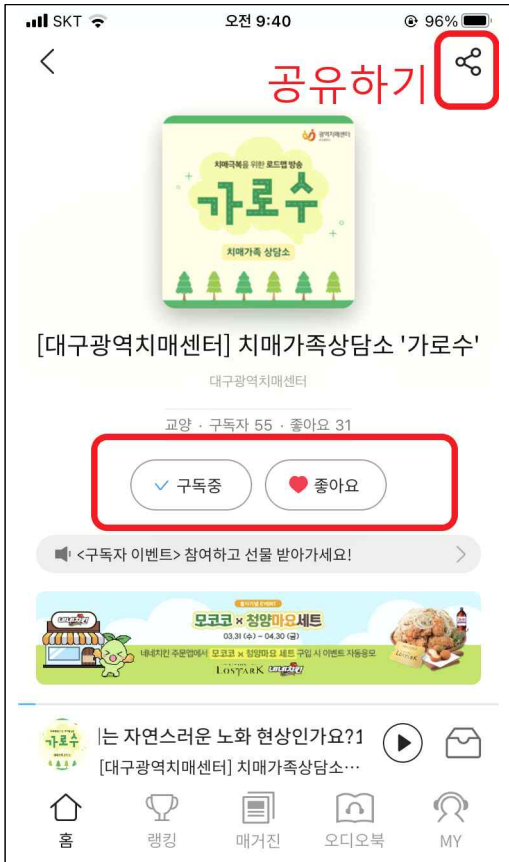 SKT 오전 9:40 96%
공유하기
광역치매센터
치매극복을 위한 로드맵 방송
가로수
치매가족 상담소
[대구광역치매센터] 치매가족상담소 '가로수'
대구광역치매센터
교양 · 구독자 55 · 좋아요 31
구독중 좋아요
<구독자 이벤트> 참여하고 선물 받아가세요!
모코코 × 청양마요세트
03.31 (수) – 04.30 (금)
네네치킨 주문앱에서 모코코 × 청양마요 세트 구입 시 이벤트 자동응모
LOSTARK 네네치킨
네네치킨
가로수
는 자연스러운 노화 현상인가요?1
[대구광역치매센터] 치매가족상담소…
홈 랭킹 매거진 오디오북 MY